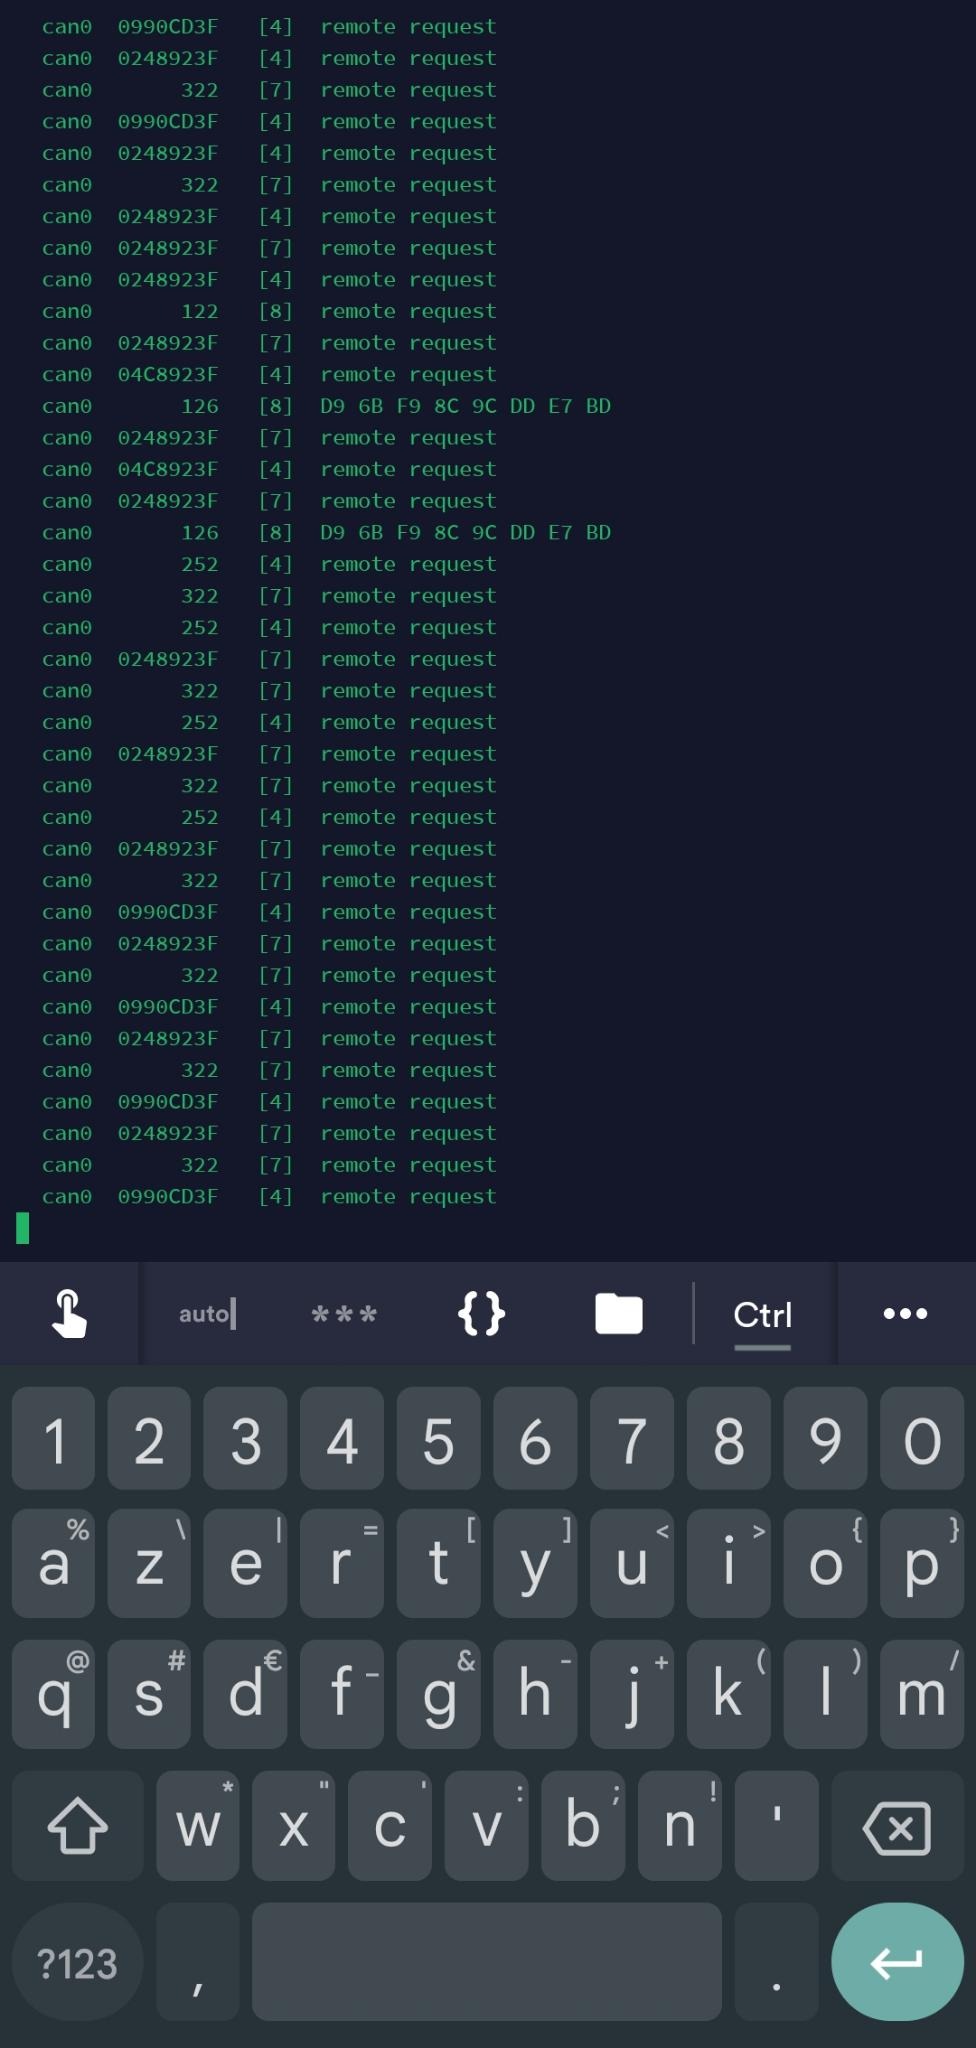 can0 0990CD3F [4] remote request
can0 0248923F [4] remote request
can0 322 [7] remote request
can0 0990CD3F [4] remote request
can0 0248923F [4] remote request
can0 322 [7] remote request
can0 0248923F [4] remote request
can0 0248923F [7] remote request
can0 0248923F [4] remote request
can0 122 [8] remote request
can0 0248923F [7] remote request
can0 04C8923F [4] remote request
can0 126 [8] D9 6B F9 8C 9C DD E7 BD
can0 0248923F [7] remote request
can0 04C8923F [4] remote request
can0 0248923F [7] remote request
can0 126 [8] D9 6B F9 8C 9C DD E7 BD
can0 252 [4] remote request
can0 322 [7] remote request
can0 252 [4] remote request
can0 0248923F [7] remote request
can0 322 [7] remote request
can0 252 [4] remote request
can0 0248923F [7] remote request
can0 322 [7] remote request
can0 252 [4] remote request
can0 0248923F [7] remote request
can0 322 [7] remote request
can0 0990CD3F [4] remote request
can0 0248923F [7] remote request
can0 322 [7] remote request
can0 0990CD3F [4] remote request
can0 0248923F [7] remote request
can0 322 [7] remote request
can0 0990CD3F [4] remote request
can0 0248923F [7] remote request
can0 322 [7] remote request
can0 0990CD3F [4] remote request
auto| *** {} Ctrl •••
1 2 3 4 5 6 7 8 9 0
% \ | = [ ] < > { }
a z e r t y u i o p
@ # € _ & - + ( ) /
q s d f g h j k l m
* " ' : ; !
w x c v b n '
?123 , .